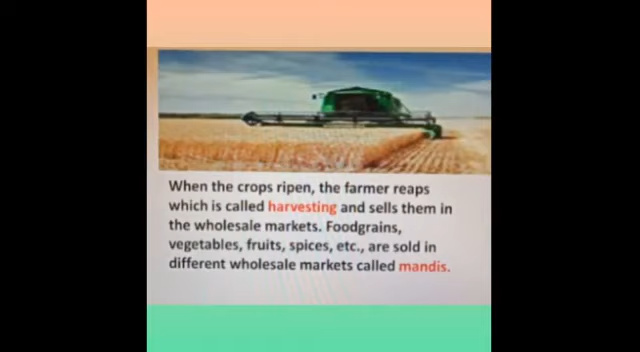 When the crops ripen, the farmer reaps
which is called harvesting and sells them in
the wholesale markets. Foodgrains,
vegetables, fruits, spices, etc., are sold in
different wholesale markets called mandis.